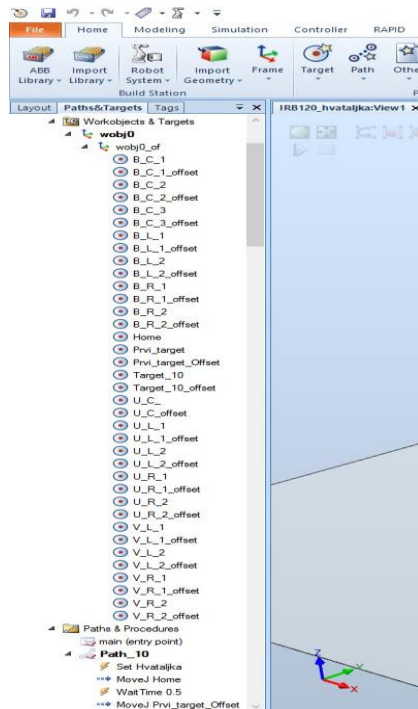 File Home Modeling Simulation Controller RAPID
ABB Library Import Library Robot System Import Geometry Frame Target Path Othe
Build Station
Layout Paths&Targets Tags IRB120_hvataljka:View1
Workobjects & Targets
wobj0
wobj0_of
B_C_1
B_C_1_offset
B_C_2
B_C_2_offset
B_C_3
B_C_3_offset
B_L_1
B_L_1_offset
B_L_2
B_L_2_offset
B_R_1
B_R_1_offset
B_R_2
B_R_2_offset
Home
Prvi_target
Prvi_target_Offset
Target_10
Target_10_offset
U_C_
U_C_offset
U_L_1
U_L_1_offset
U_L_2
U_L_2_offset
U_R_1
U_R_1_offset
U_R_2
U_R_2_offset
V_L_1
V_L_1_offset
V_L_2
V_L_2_offset
V_R_1
V_R_1_offset
V_R_2
V_R_2_offset
Paths & Procedures
main (entry point)
Path_10
Set Hvataljka
MoveJ Home
WaitTime 0.5
MoveJ Prvi_target_Offset
Z Y X